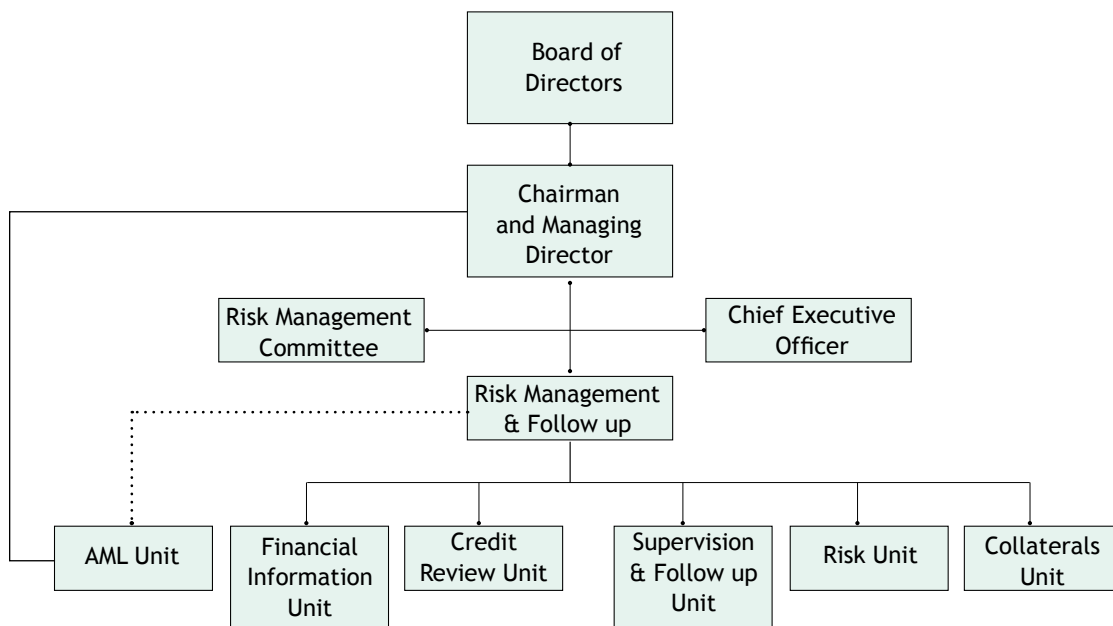 Board of
Directors
Chairman
and Managing
Director
Risk Management
Committee
Chief Executive
Officer
Risk Management
& Follow up
AML Unit
Financial
Information
Unit
Credit
Review Unit
Supervision
& Follow up
Unit
Risk Unit
Collaterals
Unit